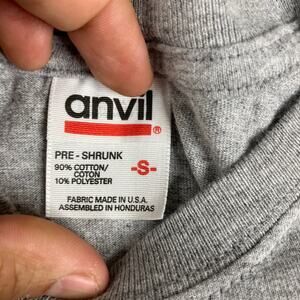 anvil®
PRE - SHRUNK
90% COTTON/
COTON
10% POLYESTER
-S-
FABRIC MADE IN U.S.A.
ASSEMBLED IN HONDURAS